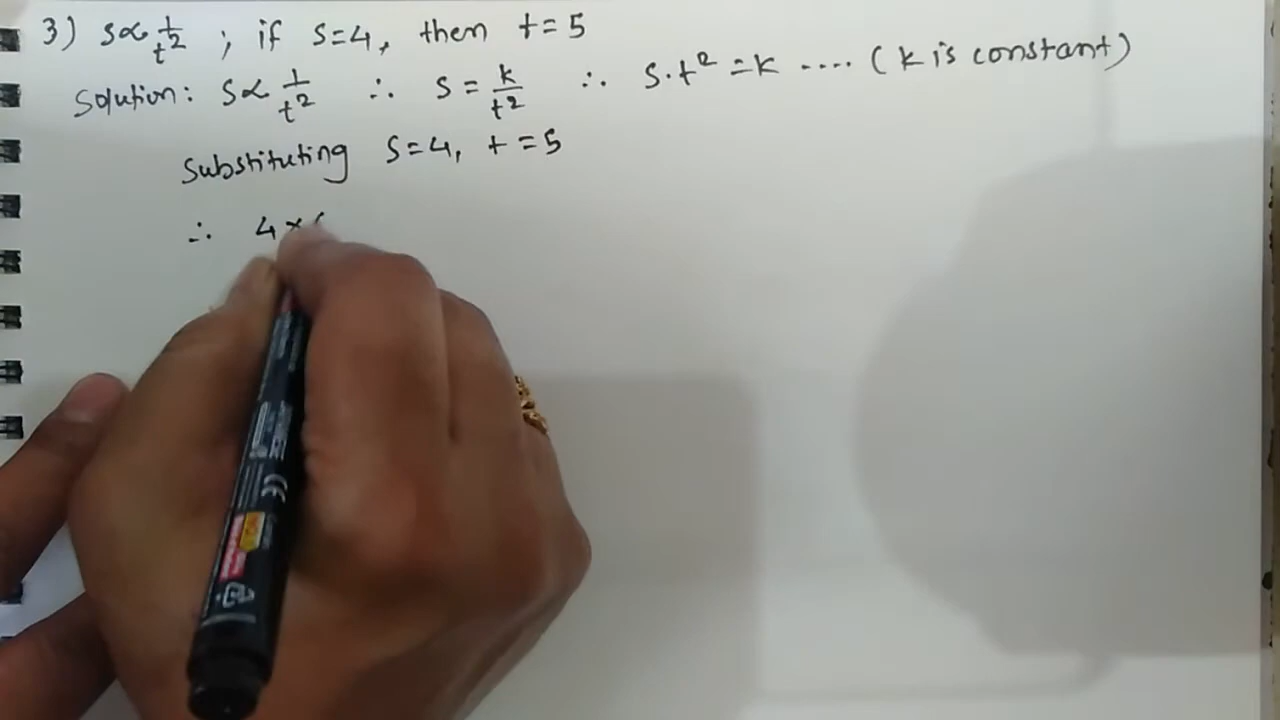 3) s∝1/t² ; if s=4, then t=5
Solution: s∝1/t² ∴ s=k/t² ∴ s.t²=k .... (k is constant)
Substituting s=4, t=5
∴ 4×(